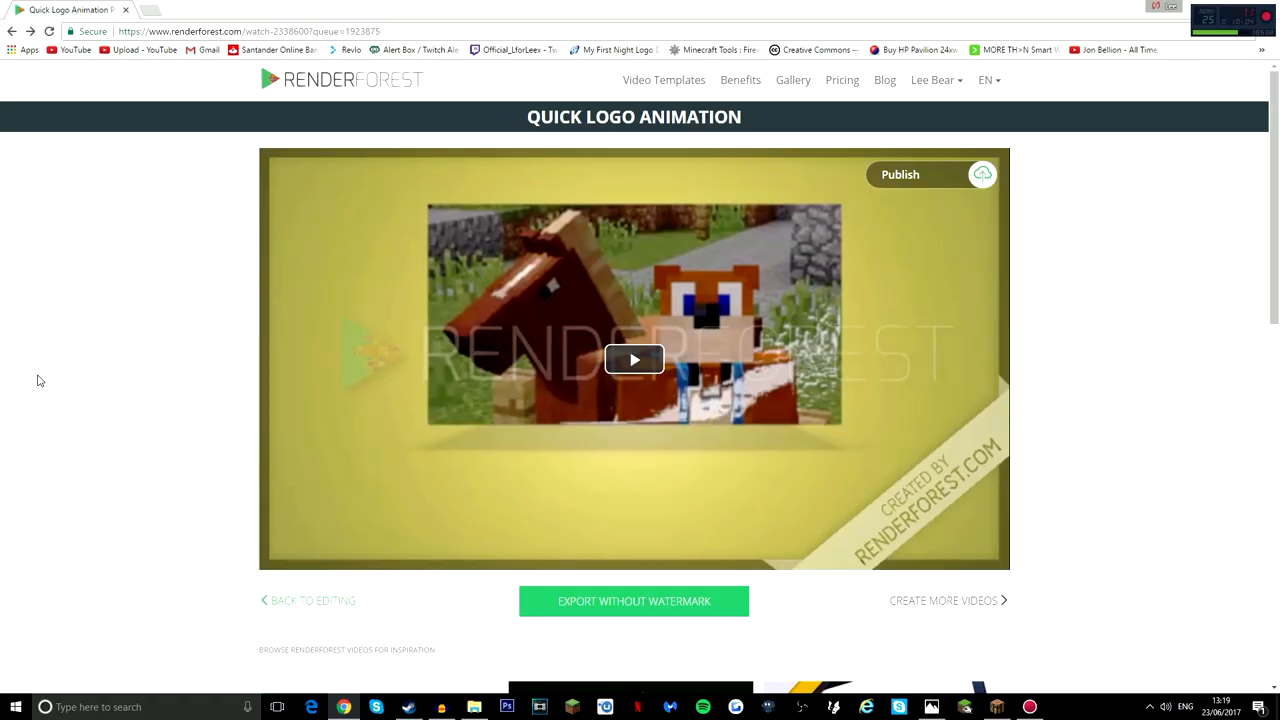 Quick Logo Animation P
Lee
Secure
https://www.renderforest.com/watch-2338600?queue=1923875
Apps
YouTube
Upload - YouTube
Gmail
Santander Online Ban
Revlo
Alert Box / Twitch Ale
My First Night - Logo D
Minecraft Tools : Fire
Creative Commons —
Buy HP Pavilion 24xw
MORE TH>N Smart W
Jon Bellion - All Time
RENDERFOREST
Video Templates
Benefits
Gallery
Pricing
Blog
Lee Bear
EN
QUICK LOGO ANIMATION
Publish
RENDERFOREST
CREATED BY
RENDERFOREST.COM
BACK TO EDITING
EXPORT WITHOUT WATERMARK
CREATE MORE VIDEOS
BROWSE RENDERFOREST VIDEOS FOR INSPIRATION
Type here to search
ENG
13:19
23/06/2017